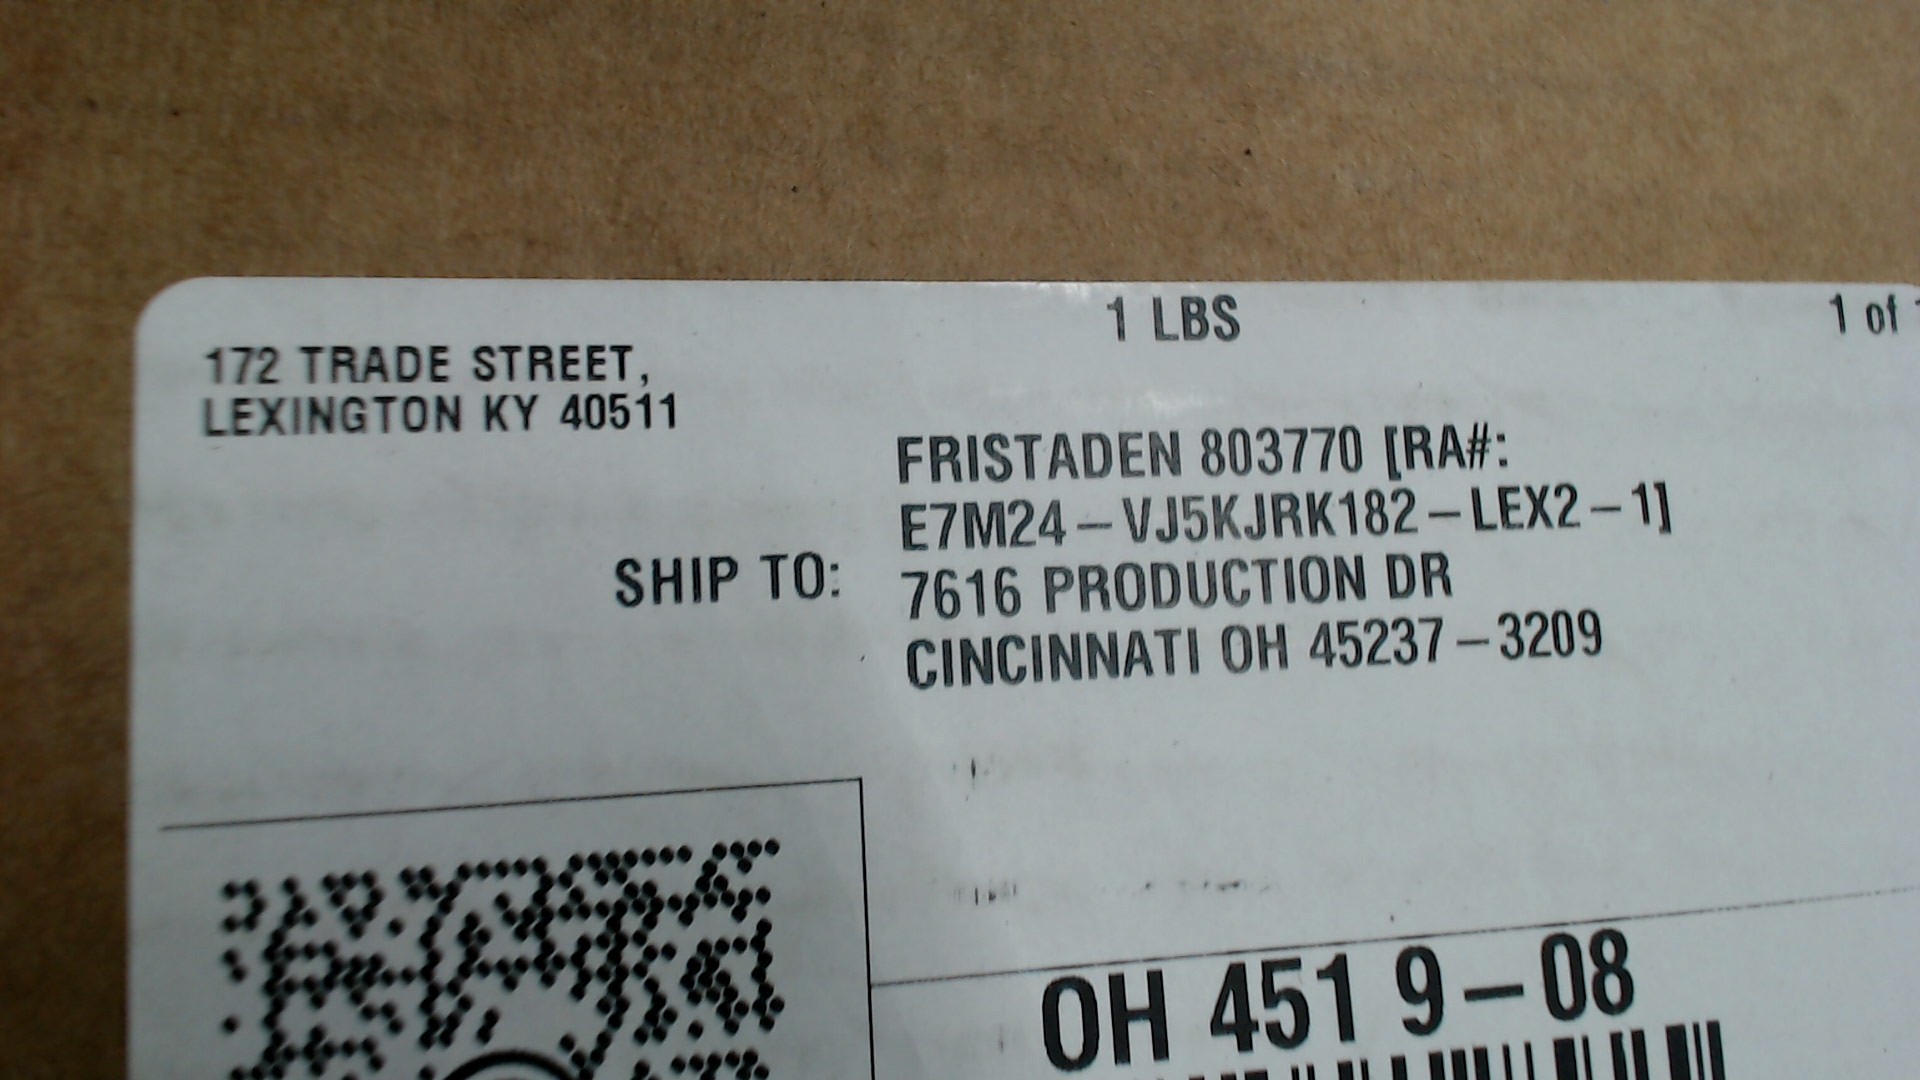 1 LBS
1 of
172 TRADE STREET,
LEXINGTON KY 40511
FRISTADEN 803770 [RA#:
E7M24-VJ5KJRK182-LEX2-1]
SHIP TO:
7616 PRODUCTION DR
CINCINNATI OH 45237-3209
OH 451 9-08